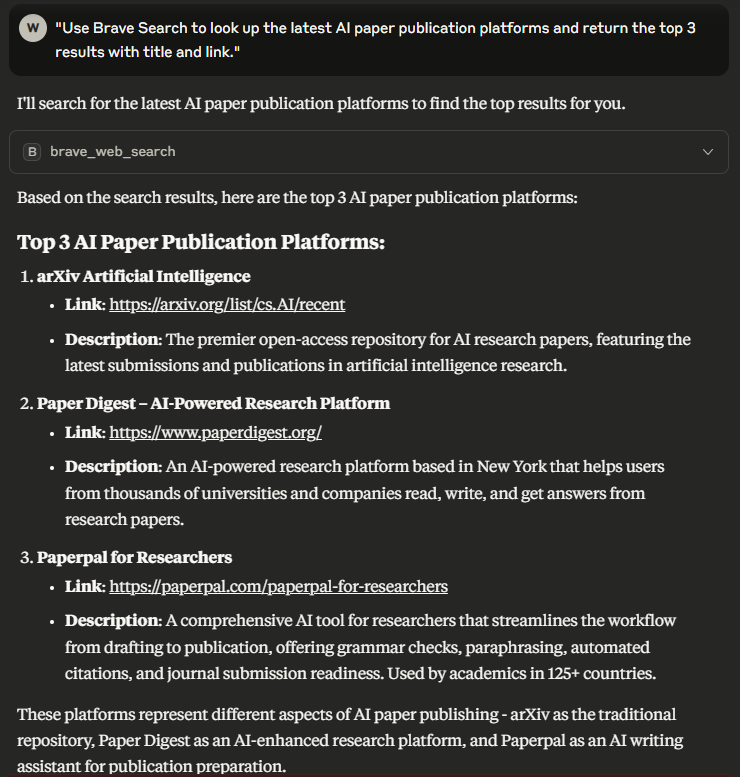 W
"Use Brave Search to look up the latest AI paper publication platforms and return the top 3
results with title and link."
I'll search for the latest AI paper publication platforms to find the top results for you.
B brave_web_search
Based on the search results, here are the top 3 AI paper publication platforms:
Top 3 AI Paper Publication Platforms:
1. arXiv Artificial Intelligence
• Link: https://arxiv.org/list/cs.AI/recent
• Description: The premier open-access repository for AI research papers, featuring the
latest submissions and publications in artificial intelligence research.
2. Paper Digest – AI-Powered Research Platform
• Link: https://www.paperdigest.org/
• Description: An AI-powered research platform based in New York that helps users
from thousands of universities and companies read, write, and get answers from
research papers.
3. Paperpal for Researchers
• Link: https://paperpal.com/paperpal-for-researchers
• Description: A comprehensive AI tool for researchers that streamlines the workflow
from drafting to publication, offering grammar checks, paraphrasing, automated
citations, and journal submission readiness. Used by academics in 125+ countries.
These platforms represent different aspects of AI paper publishing - arXiv as the traditional
repository, Paper Digest as an AI-enhanced research platform, and Paperpal as an AI writing
assistant for publication preparation.